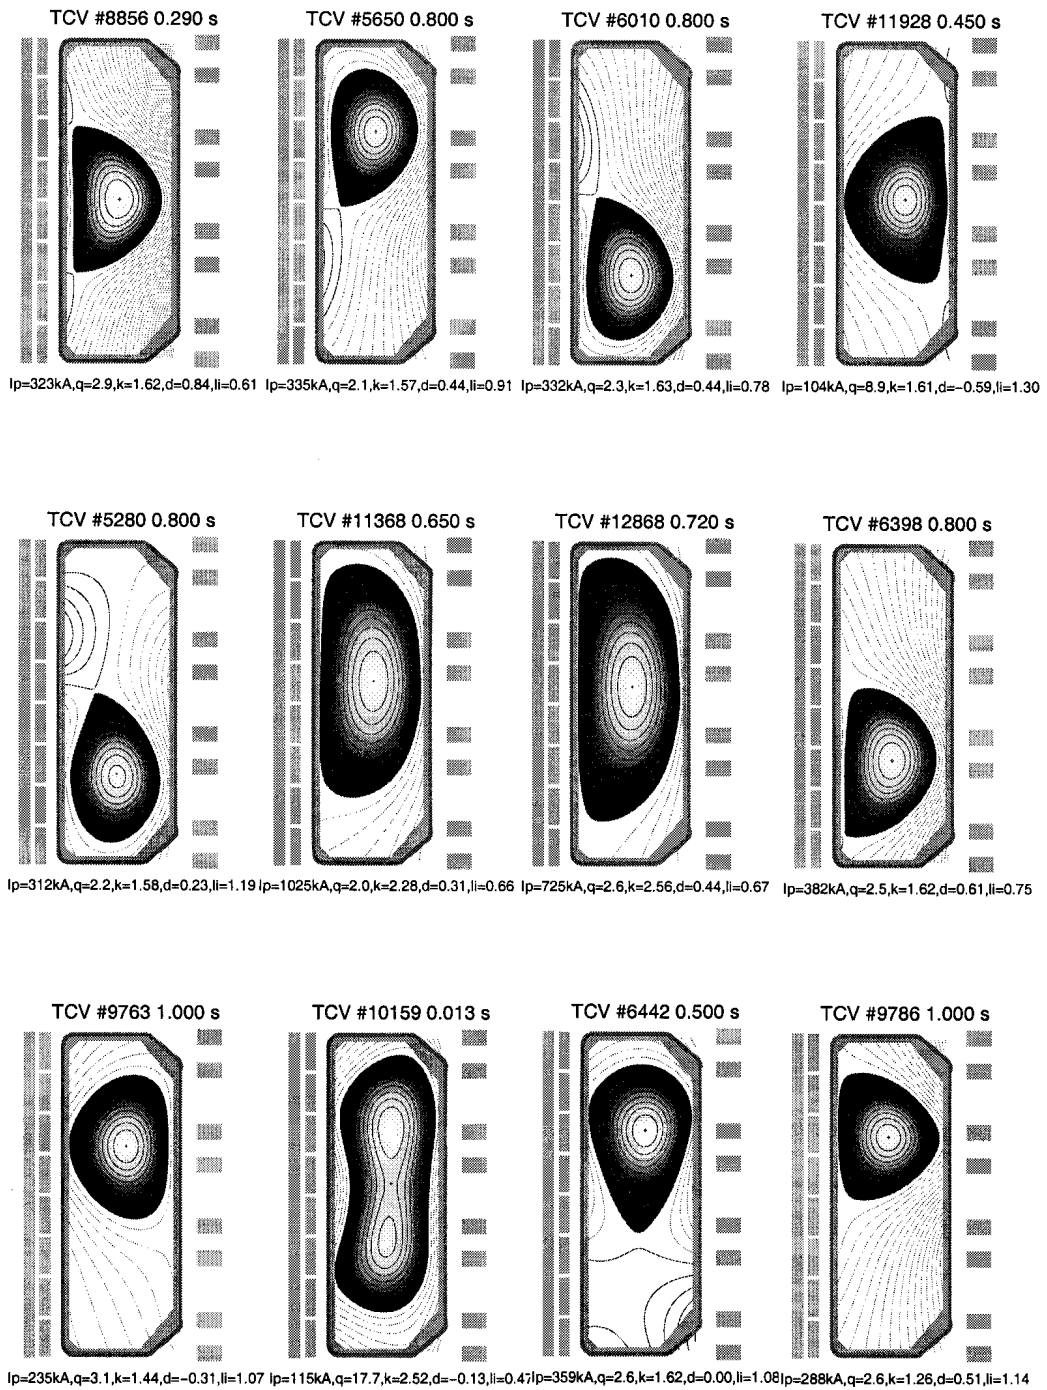 TCV #8856 0.290 s TCV #5650 0.800 s TCV #6010 0.800 s TCV #11928 0.450 s
Ip=323kA,q=2.9,k=1.62,d=0.84,li=0.61 Ip=335kA,q=2.1,k=1.57,d=0.44,li=0.91 Ip=332kA,q=2.3,k=1.63,d=0.44,li=0.78 Ip=104kA,q=8.9,k=1.61,d=-0.59,li=1.30
TCV #5280 0.800 s TCV #11368 0.650 s TCV #12868 0.720 s TCV #6398 0.800 s
Ip=312kA,q=2.2,k=1.58,d=0.23,li=1.19 Ip=1025kA,q=2.0,k=2.28,d=0.31,li=0.66 Ip=725kA,q=2.6,k=2.56,d=0.44,li=0.67 Ip=382kA,q=2.5,k=1.62,d=0.61,li=0.75
TCV #9763 1.000 s TCV #10159 0.013 s TCV #6442 0.500 s TCV #9786 1.000 s
Ip=235kA,q=3.1,k=1.44,d=-0.31,li=1.07 Ip=115kA,q=17.7,k=2.52,d=-0.13,li=0.47 Ip=359kA,q=2.6,k=1.62,d=0.00,li=1.08 Ip=288kA,q=2.6,k=1.26,d=0.51,li=1.14